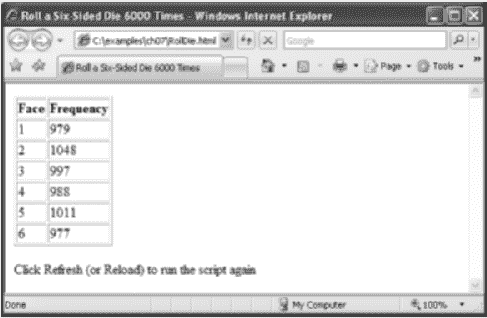 Roll a Six-Sided Die 6000 Times - Windows Internet Explorer
C:\examples\ch07\RollDie.html
Google
Roll a Six-Sided Die 6000 Times
Page
Tools
Face Frequency
1 979
2 1048
3 997
4 988
5 1011
6 977
Click Refresh (or Reload) to run the script again
Done
My Computer
100%